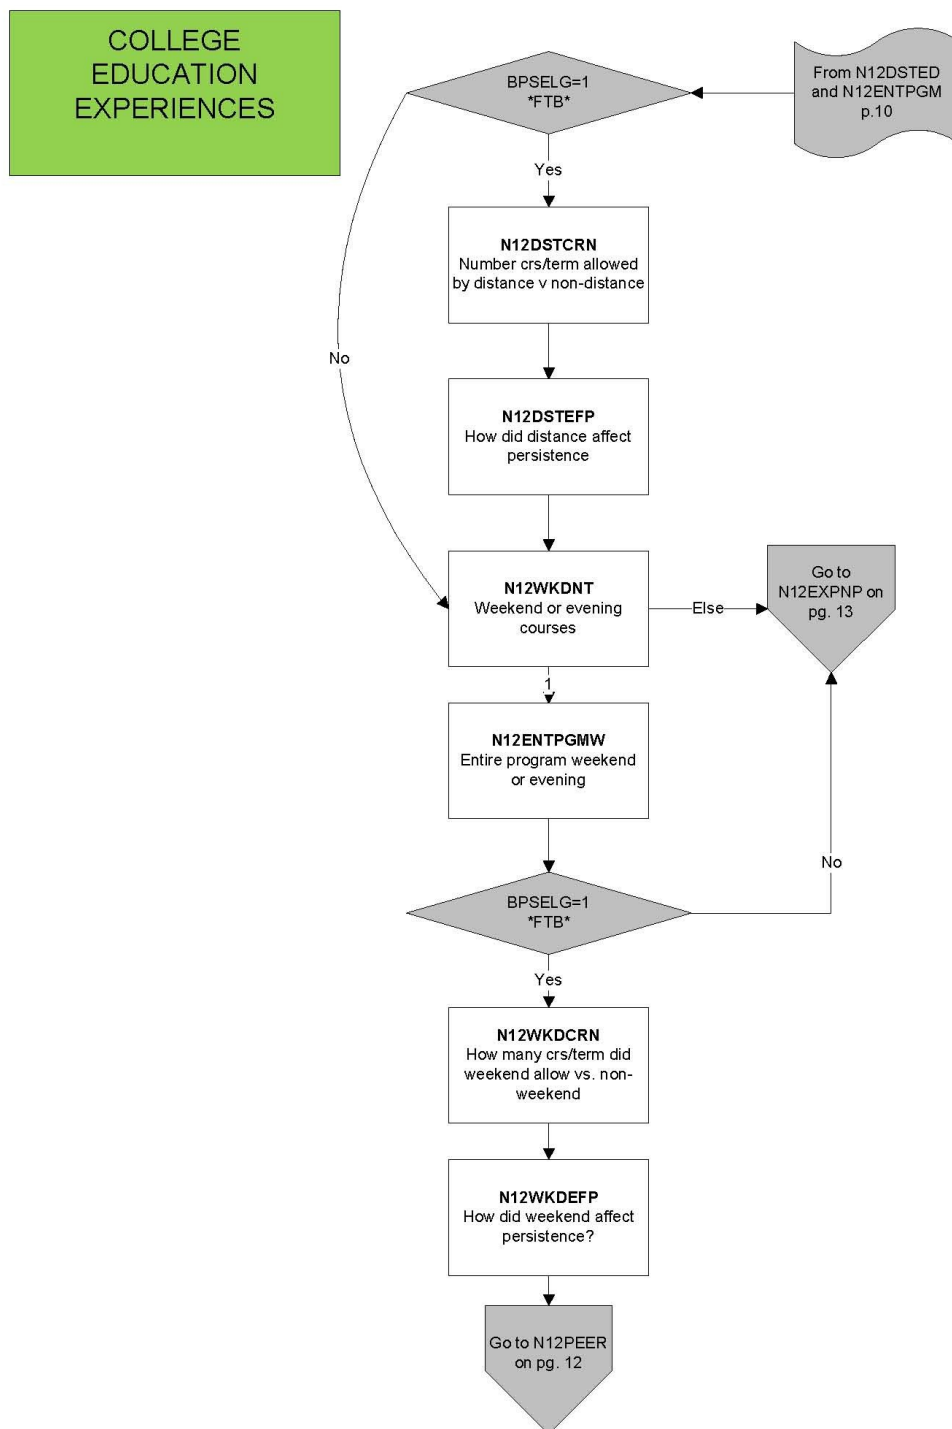 COLLEGE
EDUCATION
EXPERIENCES
BPSELG=1
*FTB*
From N12DSTED
and N12ENTPGM
p.10
Yes
N12DSTCRN
Number crs/term allowed
by distance v non-distance
No
N12DSTEFP
How did distance affect
persistence
N12WKDNT
Weekend or evening
courses
Else
Go to
N12EXPNP on
pg. 13
1
N12ENTPGMW
Entire program weekend
or evening
No
BPSELG=1
*FTB*
Yes
N12WKDCRN
How many crs/term did
weekend allow vs. non-
weekend
N12WKDEFP
How did weekend affect
persistence?
Go to N12PEER
on pg. 12